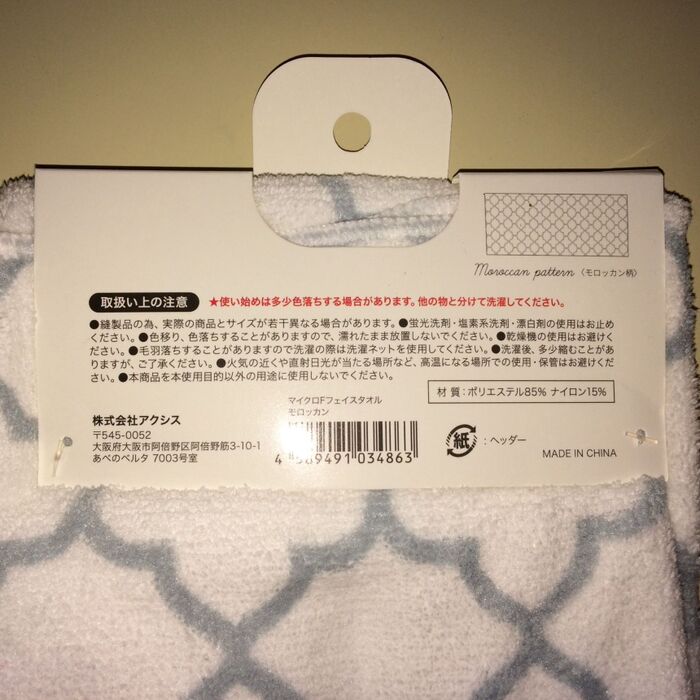 Moroccan pattern 〈モロッカン柄〉
取扱い上の注意 ★使い始めは多少色落ちする場合があります。他の物と分けて洗濯してください。
●縫製品の為、実際の商品とサイズが若干異なる場合があります。●蛍光洗剤・塩素系洗剤・漂白剤の使用はお止め
ください。●色移り、色落ちすることがありますので、濡れたまま放置しないでください。●乾燥機の使用はお避けく
ださい。●毛羽落ちすることがありますので洗濯の際は洗濯ネットを使用してください。●洗濯後、多少縮むことがあ
りますが、ご了承ください。●火気の近くや直射日光が当たる場所など、高温になる場所での使用・保管はお避けくださ
い。●本商品を本使用目的以外の用途に使用しないでください。
材 質：ポリエステル85% ナイロン15%
株式会社アクシス
〒545-0052
大阪府大阪市阿倍野区阿倍野筋3-10-1
あべのベルタ 7003号室
マイクロFフェイスタオル
モロッカン
4 569491 034863
紙 : ヘッダー
MADE IN CHINA